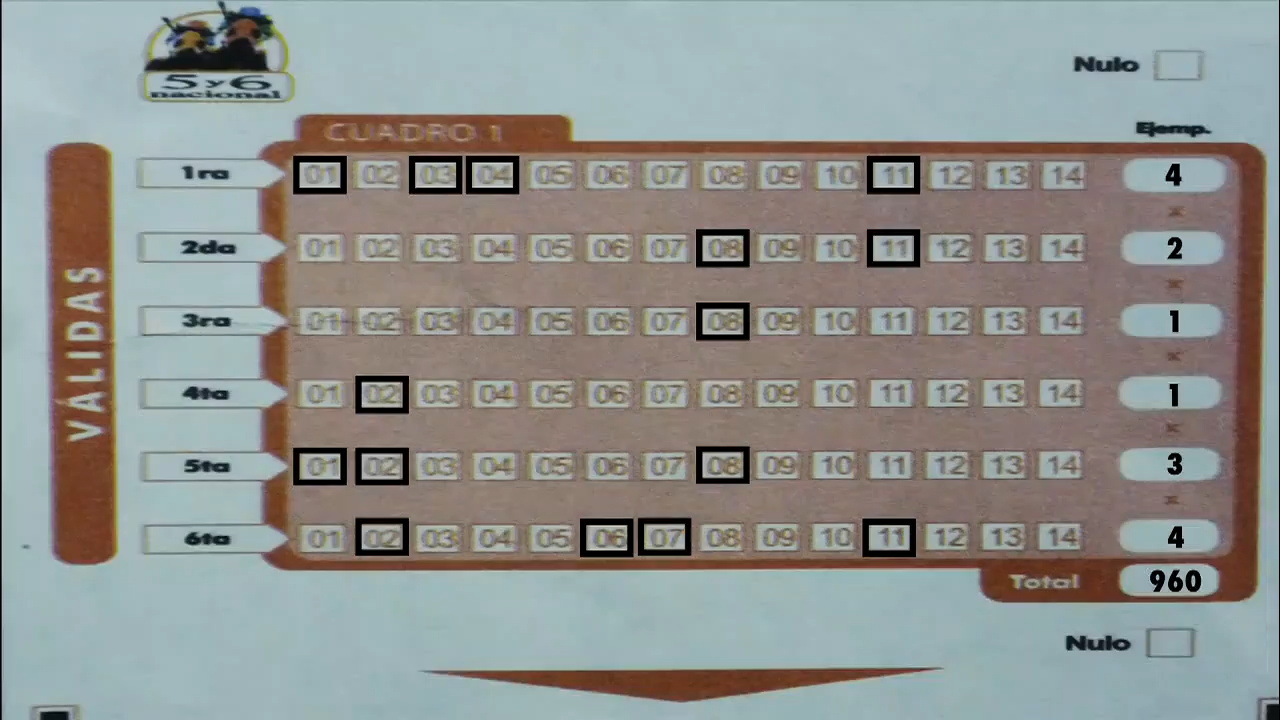 5 y 6
nacional
Nulo
CUADRO 1
Ejemp.
VÁLIDAS
1ra 01 02 03 04 05 06 07 08 09 10 11 12 13 14 4
x
2da 01 02 03 04 05 06 07 08 09 10 11 12 13 14 2
x
3ra 01 02 03 04 05 06 07 08 09 10 11 12 13 14 1
x
4ta 01 02 03 04 05 06 07 08 09 10 11 12 13 14 1
x
5ta 01 02 03 04 05 06 07 08 09 10 11 12 13 14 3
x
6ta 01 02 03 04 05 06 07 08 09 10 11 12 13 14 4
Total 960
Nulo